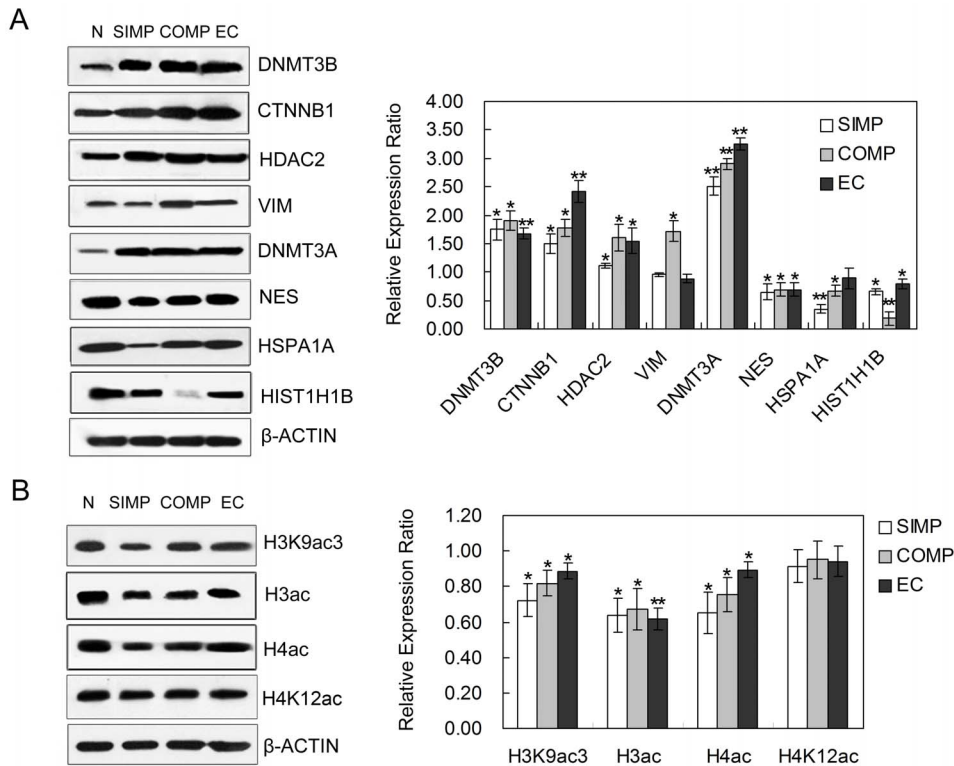 A
N SIMP COMP EC
DNMT3B
CTNNB1
HDAC2
VIM
DNMT3A
NES
HSPA1A
HIST1H1B
β-ACTIN
Relative Expression Ratio
4.00
3.50
3.00
2.50
2.00
1.50
1.00
0.50
0.00
SIMP
COMP
EC
* * **
* * **
* * *
*
** ** **
* * *
** *
* ** *
DNMT3B CTNNB1 HDAC2 VIM DNMT3A NES HSPA1A HIST1H1B
B
N SIMP COMP EC
H3K9ac3
H3ac
H4ac
H4K12ac
β-ACTIN
Relative Expression Ratio
1.20
1.00
0.80
0.60
0.40
0.20
0.00
SIMP
COMP
EC
* * *
* * **
* * *
H3K9ac3 H3ac H4ac H4K12ac